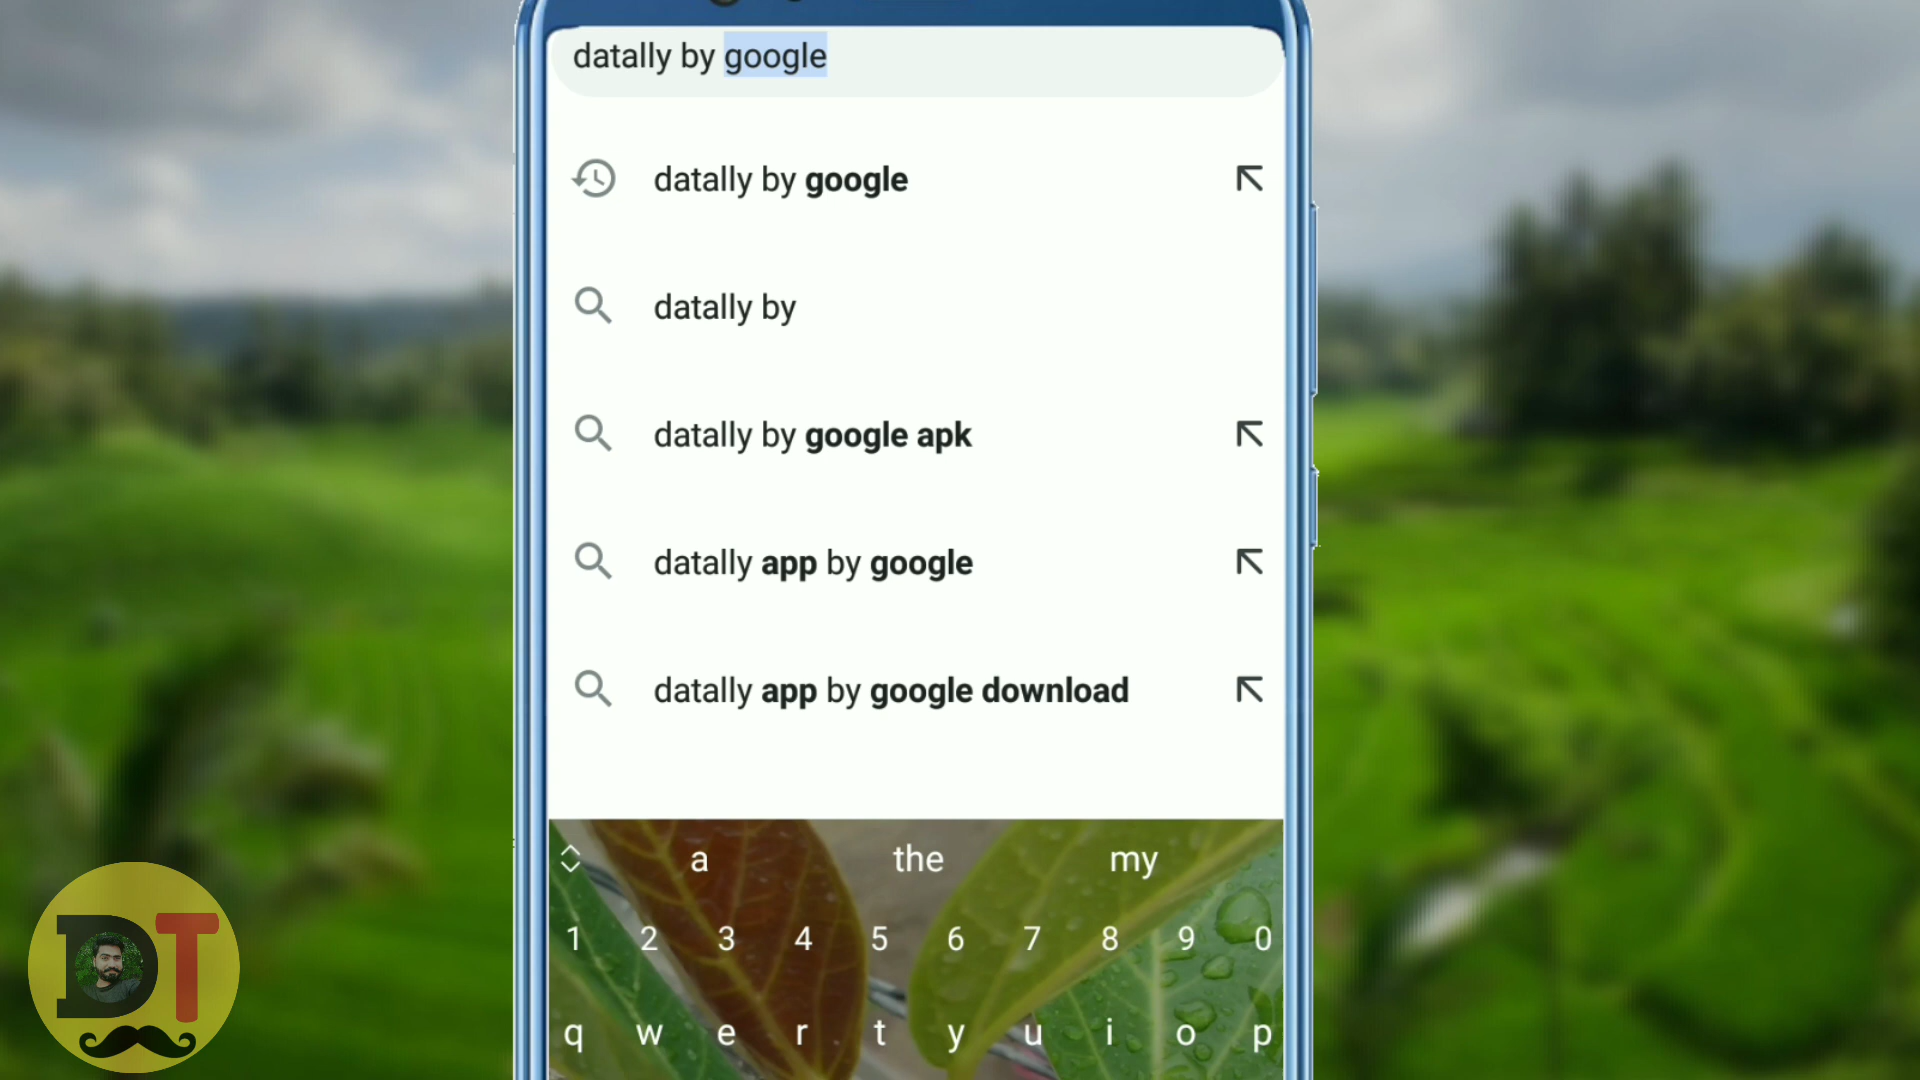 datally by google
datally by google
datally by
datally by google apk
datally app by google
datally app by google download
a the my
1 2 3 4 5 6 7 8 9 0
q w e r t y u i o p
DT